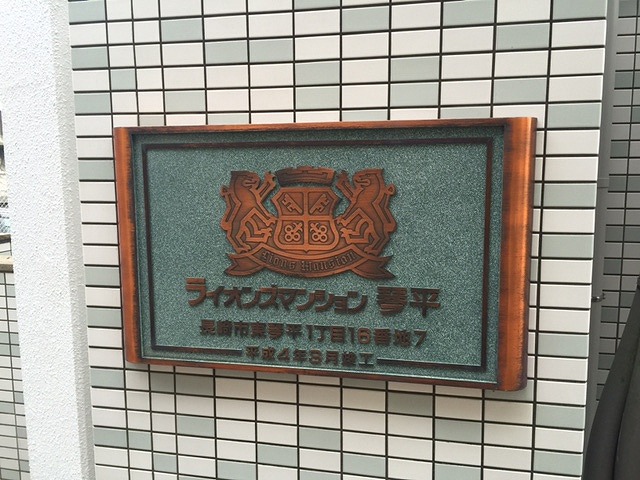 Lions Mansion
ライオンズマンション 琴平
長崎市東琴平1丁目16番地7
平成4年3月竣工